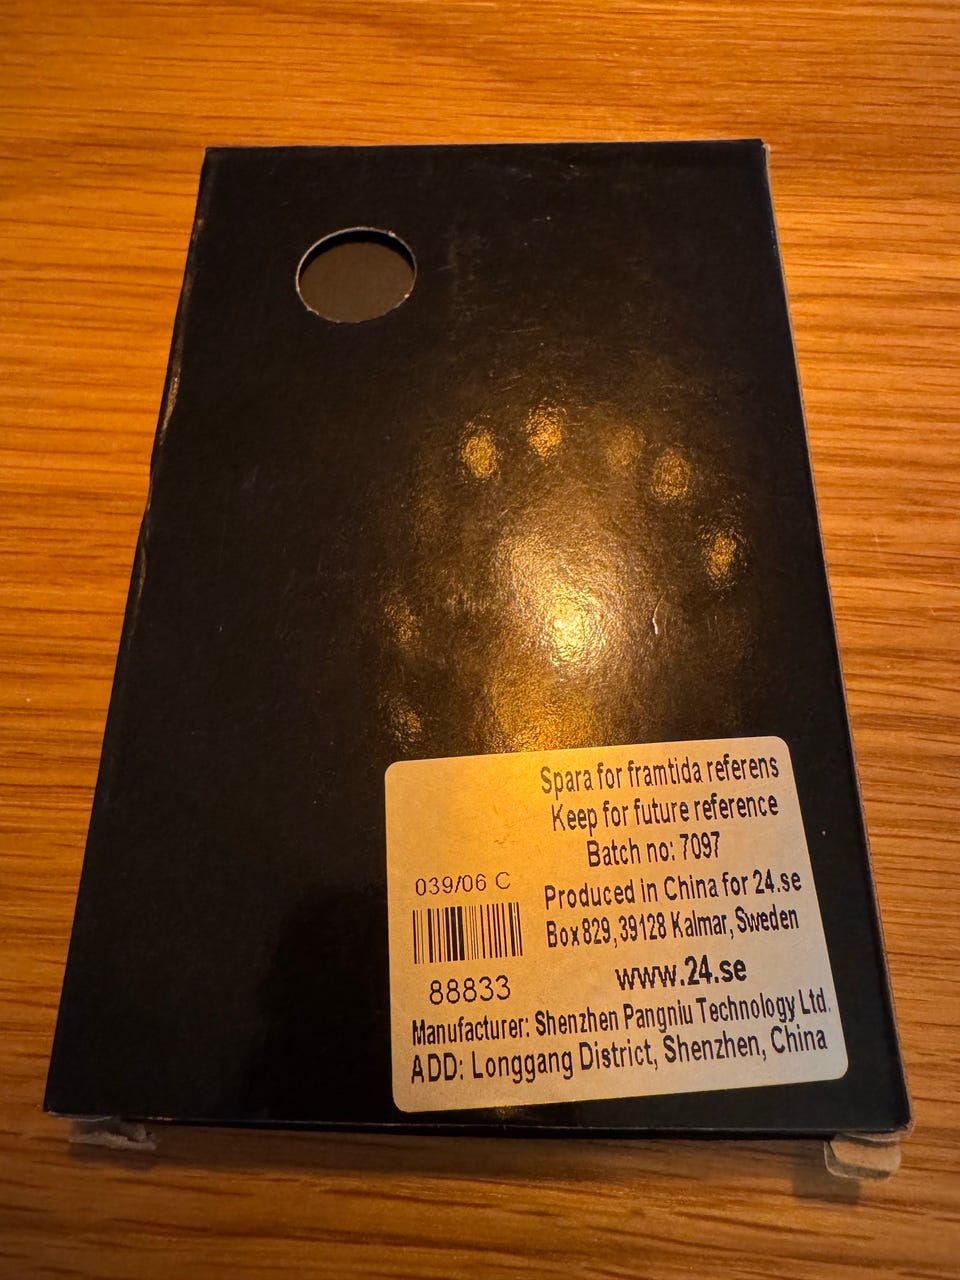 Spara for framtida referens
Keep for future reference
Batch no: 7097
Produced in China for 24.se
Box 829, 39128 Kalmar, Sweden
www.24.se
039/06 C
88833
Manufacturer: Shenzhen Pangniu Technology Ltd.
ADD: Longgang District, Shenzhen, China